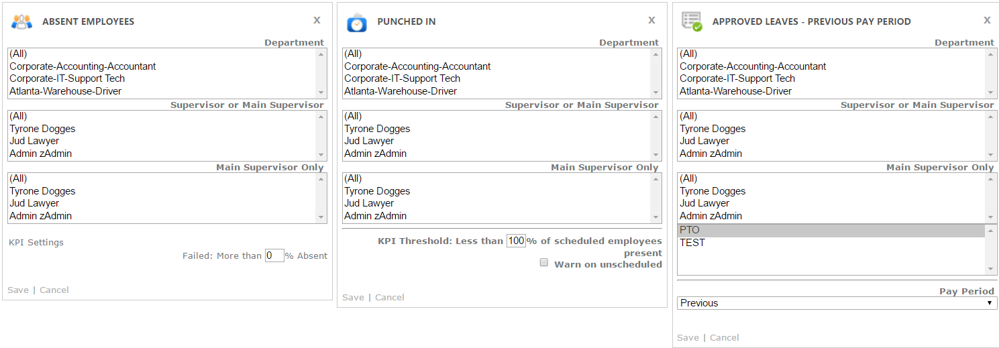 ABSENT EMPLOYEES
X
Department
(All)
Corporate-Accounting-Accountant
Corporate-IT-Support Tech
Atlanta-Warehouse-Driver
Supervisor or Main Supervisor
(All)
Tyrone Dogges
Jud Lawyer
Admin zAdmin
Main Supervisor Only
(All)
Tyrone Dogges
Jud Lawyer
Admin zAdmin
KPI Settings
Failed: More than 0 % Absent
Save | Cancel
PUNCHED IN
X
Department
(All)
Corporate-Accounting-Accountant
Corporate-IT-Support Tech
Atlanta-Warehouse-Driver
Supervisor or Main Supervisor
(All)
Tyrone Dogges
Jud Lawyer
Admin zAdmin
Main Supervisor Only
(All)
Tyrone Dogges
Jud Lawyer
Admin zAdmin
KPI Threshold: Less than 100 % of scheduled employees
present
Warn on unscheduled
Save | Cancel
APPROVED LEAVES - PREVIOUS PAY PERIOD
X
Department
(All)
Corporate-Accounting-Accountant
Corporate-IT-Support Tech
Atlanta-Warehouse-Driver
Supervisor or Main Supervisor
(All)
Tyrone Dogges
Jud Lawyer
Admin zAdmin
Main Supervisor Only
(All)
Tyrone Dogges
Jud Lawyer
Admin zAdmin
PTO
TEST
Pay Period
Previous
Save | Cancel